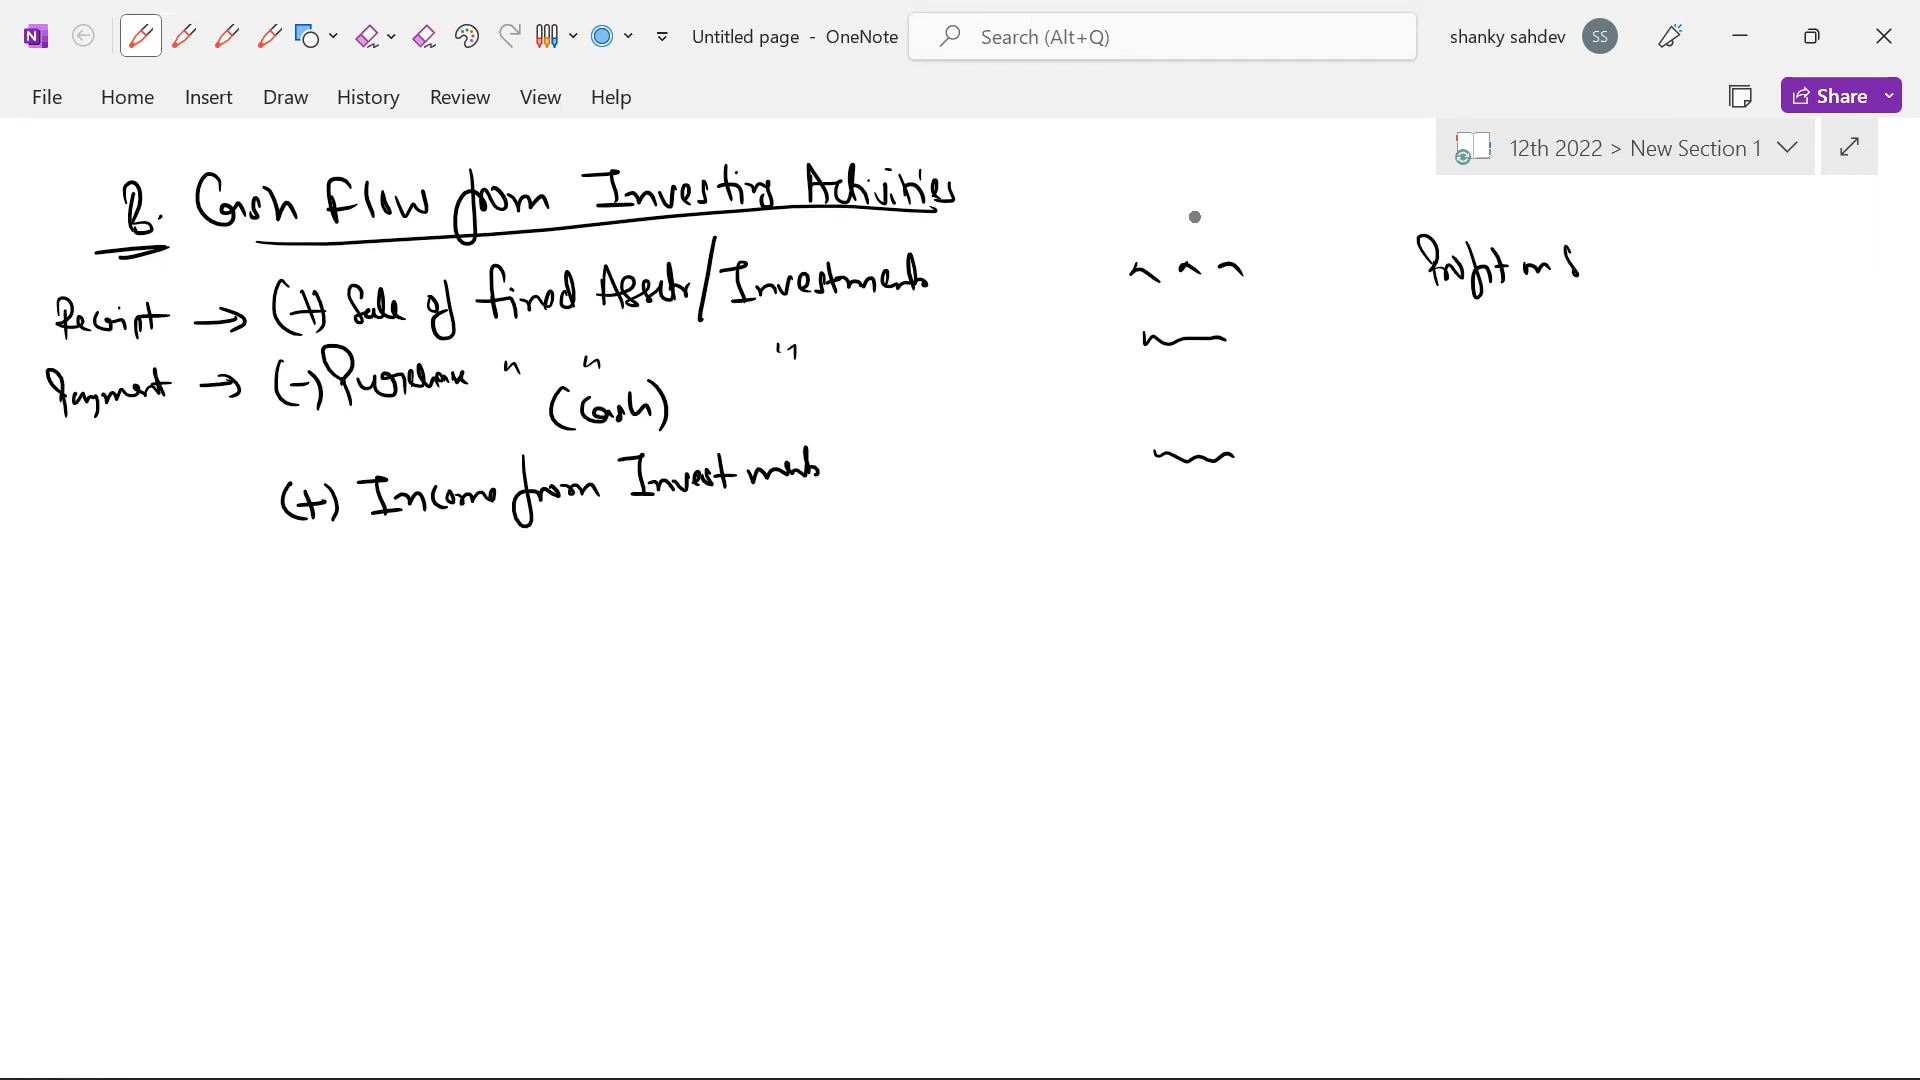 Untitled page - OneNote
Search (Alt+Q)
shanky sahdev
SS
File Home Insert Draw History Review View Help
Share
12th 2022 > New Section 1
B. Cash Flow from Investing Activities
Receipt → (+) Sale of fixed Assets/Investments
Profit on S
Payment → (-) Purchase " " "
(Cash)
(+) Income from Investments